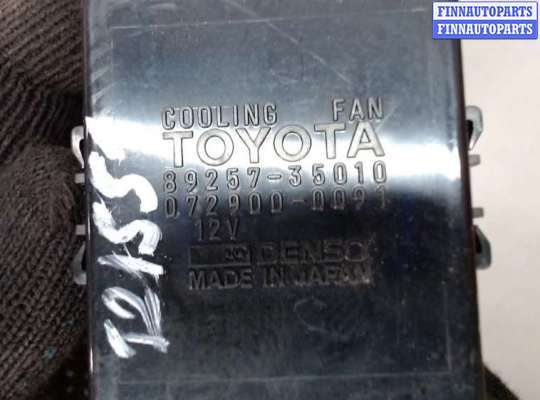 FINNAUTOPARTS
FINNAUTOPARTS
COOLING FAN
TOYOTA
89257-35010
072900-0091
12V
DENSO
MADE IN JAPAN